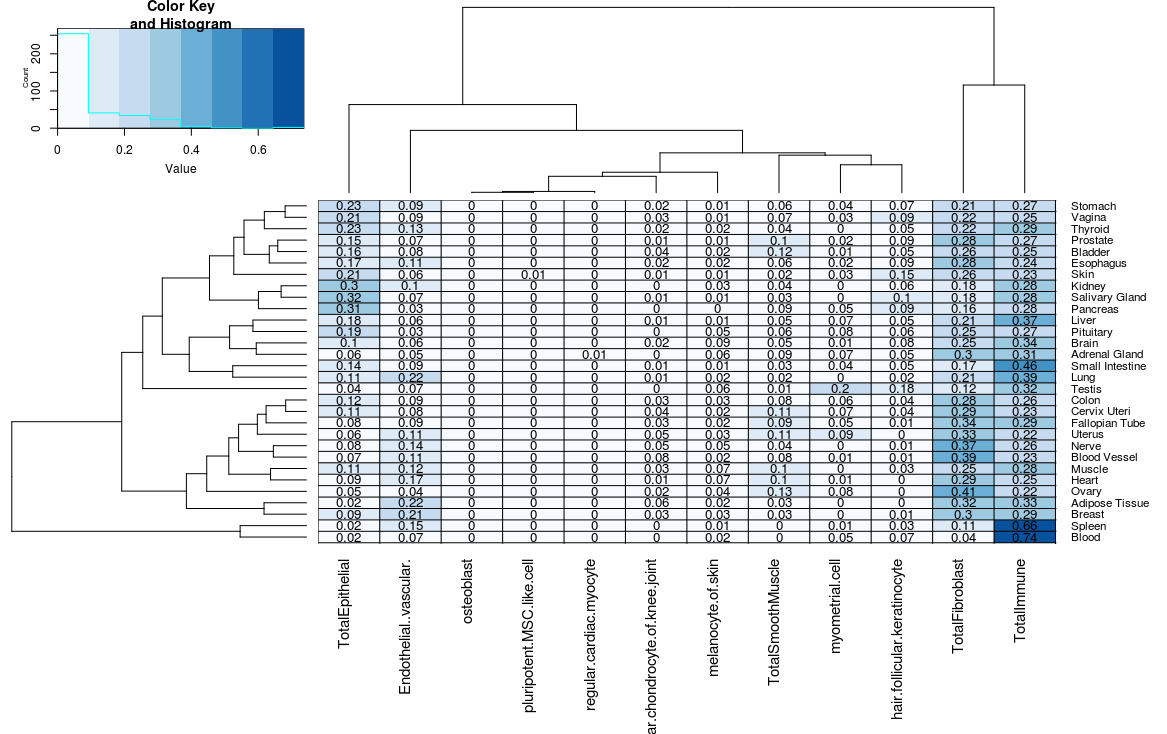 Color Key
and Histogram
Count
0 100 200
0 0.2 0.4 0.6
Value
0.23 0.09 0 0 0 0.02 0.01 0.06 0.04 0.07 0.21 0.27 Stomach
0.21 0.09 0 0 0 0.03 0.01 0.07 0.03 0.09 0.22 0.25 Vagina
0.23 0.13 0 0 0 0.02 0.02 0.04 0 0.05 0.22 0.29 Thyroid
0.15 0.07 0 0 0 0.01 0.01 0.1 0.02 0.09 0.28 0.27 Prostate
0.16 0.08 0 0 0 0.04 0.02 0.12 0.01 0.05 0.26 0.25 Bladder
0.17 0.11 0 0 0 0.02 0.02 0.06 0.02 0.09 0.28 0.24 Esophagus
0.21 0.06 0 0.01 0 0.01 0.01 0.02 0.03 0.15 0.26 0.23 Skin
0.3 0.1 0 0 0 0 0.03 0.04 0 0.06 0.18 0.28 Kidney
0.32 0.07 0 0 0 0.01 0.01 0.03 0 0.1 0.18 0.28 Salivary Gland
0.31 0.03 0 0 0 0 0 0.09 0.05 0.09 0.16 0.28 Pancreas
0.18 0.06 0 0 0 0.01 0.01 0.05 0.07 0.05 0.21 0.37 Liver
0.19 0.03 0 0 0 0 0.05 0.06 0.08 0.06 0.25 0.27 Pituitary
0.1 0.06 0 0 0 0.02 0.09 0.05 0.01 0.08 0.25 0.34 Brain
0.06 0.05 0 0 0.01 0 0.06 0.09 0.07 0.05 0.3 0.31 Adrenal Gland
0.14 0.09 0 0 0 0.01 0.01 0.03 0.04 0.05 0.17 0.46 Small Intestine
0.11 0.22 0 0 0 0.01 0.02 0.02 0 0.02 0.21 0.39 Lung
0.04 0.07 0 0 0 0 0.06 0.01 0.2 0.18 0.12 0.32 Testis
0.12 0.09 0 0 0 0.03 0.03 0.08 0.06 0.04 0.28 0.26 Colon
0.11 0.08 0 0 0 0.04 0.02 0.11 0.07 0.04 0.29 0.23 Cervix Uteri
0.08 0.09 0 0 0 0.03 0.02 0.09 0.05 0.01 0.34 0.29 Fallopian Tube
0.06 0.11 0 0 0 0.05 0.03 0.11 0.09 0 0.33 0.22 Uterus
0.08 0.14 0 0 0 0.05 0.05 0.04 0 0.01 0.37 0.26 Nerve
0.07 0.11 0 0 0 0.08 0.02 0.08 0.01 0.01 0.39 0.23 Blood Vessel
0.11 0.12 0 0 0 0.03 0.07 0.1 0 0.03 0.25 0.28 Muscle
0.09 0.17 0 0 0 0.01 0.07 0.1 0.01 0 0.29 0.25 Heart
0.05 0.04 0 0 0 0.02 0.04 0.13 0.08 0 0.41 0.22 Ovary
0.02 0.22 0 0 0 0.06 0.02 0.03 0 0 0.32 0.33 Adipose Tissue
0.09 0.21 0 0 0 0.03 0.03 0.03 0 0.01 0.3 0.29 Breast
0.02 0.15 0 0 0 0 0.01 0 0.01 0.03 0.11 0.66 Spleen
0.02 0.07 0 0 0 0 0.02 0 0.05 0.07 0.04 0.74 Blood
TotalEpithelial
Endothelial..vascular.
osteoblast
pluripotent.MSC.like.cell
regular.cardiac.myocyte
ar.chondrocyte.of.knee.joint
melanocyte.of.skin
TotalSmoothMuscle
myometrial.cell
hair.follicular.keratinocyte
TotalFibroblast
TotalImmune